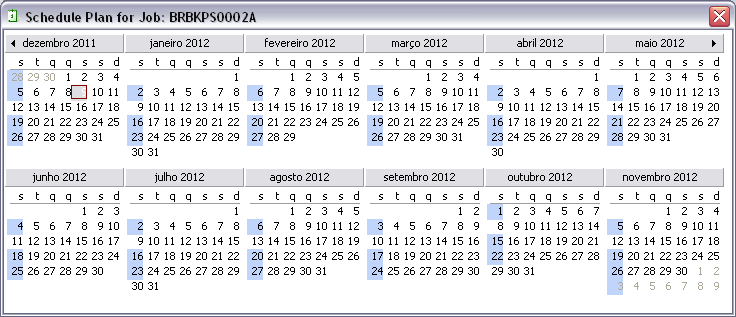 Schedule Plan for Job: BRBKPS0002A
dezembro 2011 janeiro 2012 fevereiro 2012 março 2012 abril 2012 maio 2012
s t q q s s d s t q q s s d s t q q s s d s t q q s s d s t q q s s d s t q q s s d
28 29 30 1 2 3 4 1 1 2 3 4 5 1 2 3 4 1 1 2 3 4 5 6
5 6 7 8 10 11 2 3 4 5 6 7 8 6 7 8 9 10 11 12 5 6 7 8 9 10 11 2 3 4 5 6 7 8 7 8 9 10 11 12 13
12 13 14 15 16 17 18 9 10 11 12 13 14 15 13 14 15 16 17 18 19 12 13 14 15 16 17 18 9 10 11 12 13 14 15 14 15 16 17 18 19 20
19 20 21 22 23 24 25 16 17 18 19 20 21 22 20 21 22 23 24 25 26 19 20 21 22 23 24 25 16 17 18 19 20 21 22 21 22 23 24 25 26 27
26 27 28 29 30 31 23 24 25 26 27 28 29 27 28 29 26 27 28 29 30 31 23 24 25 26 27 28 29 28 29 30 31
30 31 30
junho 2012 julho 2012 agosto 2012 setembro 2012 outubro 2012 novembro 2012
s t q q s s d s t q q s s d s t q q s s d s t q q s s d s t q q s s d s t q q s s d
1 2 3 1 1 2 3 4 5 1 2 1 2 3 4 5 6 7 1 2 3 4
4 5 6 7 8 9 10 2 3 4 5 6 7 8 6 7 8 9 10 11 12 3 4 5 6 7 8 9 8 9 10 11 12 13 14 5 6 7 8 9 10 11
11 12 13 14 15 16 17 9 10 11 12 13 14 15 13 14 15 16 17 18 19 10 11 12 13 14 15 16 15 16 17 18 19 20 21 12 13 14 15 16 17 18
18 19 20 21 22 23 24 16 17 18 19 20 21 22 20 21 22 23 24 25 26 17 18 19 20 21 22 23 22 23 24 25 26 27 28 19 20 21 22 23 24 25
25 26 27 28 29 30 23 24 25 26 27 28 29 27 28 29 30 31 24 25 26 27 28 29 30 29 30 31 26 27 28 29 30 1 2
30 31 3 4 5 6 7 8 9